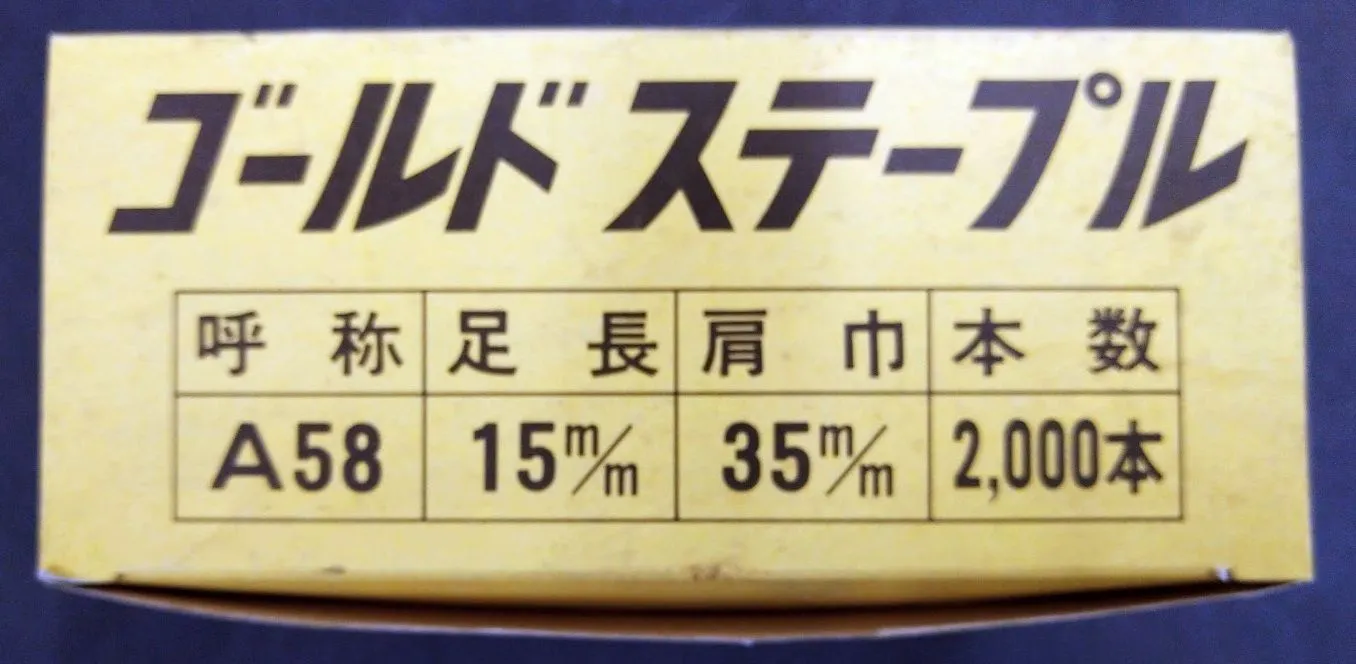 ゴールドステープル
呼称 足長 肩巾 本数
A58 15m/m 35m/m 2,000本